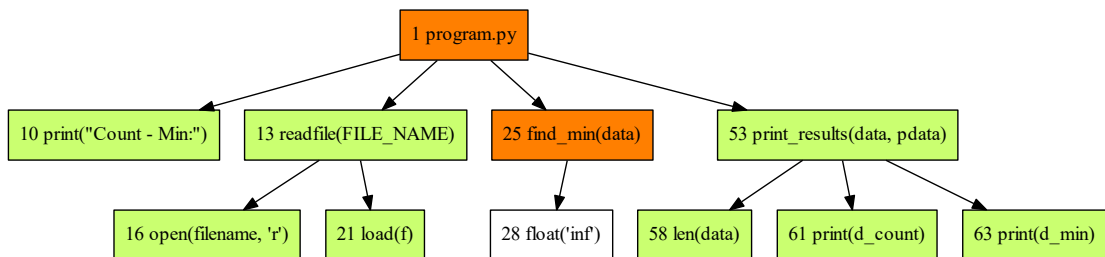 1 program.py
10 print("Count - Min:")
13 readfile(FILE_NAME)
25 find_min(data)
53 print_results(data, pdata)
16 open(filename, 'r')
21 load(f)
28 float('inf')
58 len(data)
61 print(d_count)
63 print(d_min)